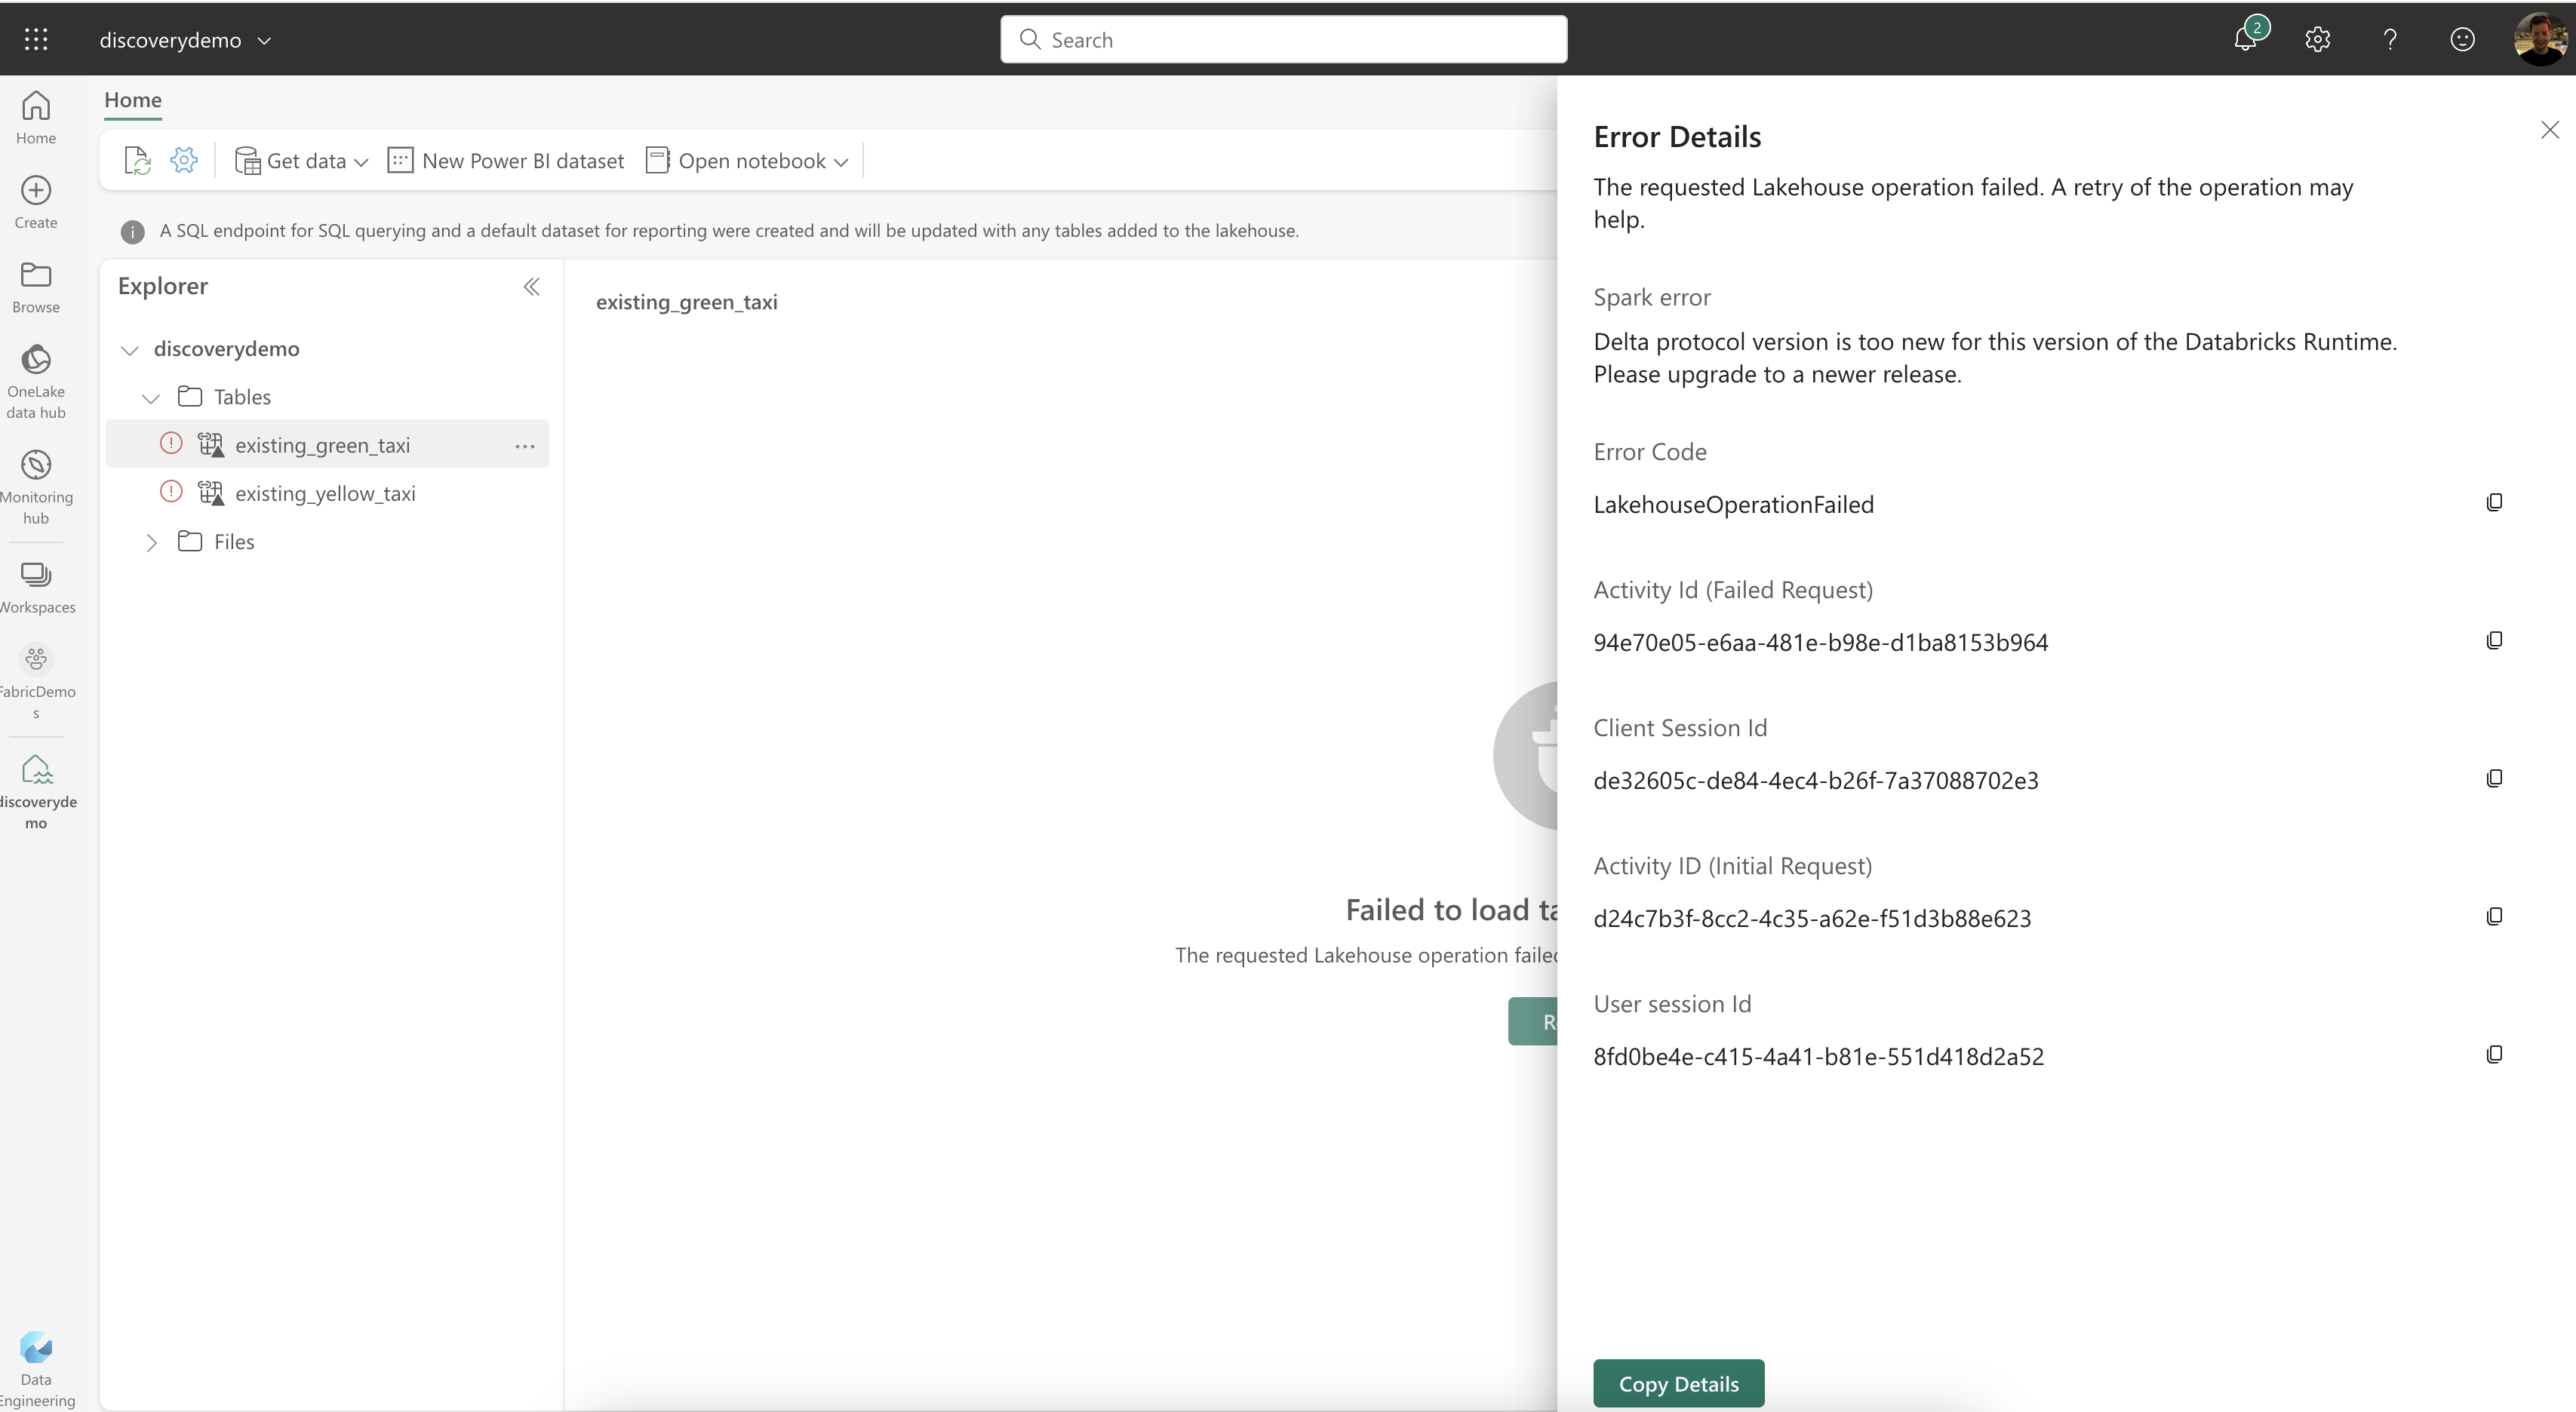 discoverydemo
Search
2
Home
Create
Browse
OneLake
data hub
Monitoring
hub
Workspaces
FabricDemo
s
discoveryde
mo
Data
Engineering
Home
Get data
New Power BI dataset
Open notebook
A SQL endpoint for SQL querying and a default dataset for reporting were created and will be updated with any tables added to the lakehouse.
Explorer
discoverydemo
Tables
existing_green_taxi
existing_yellow_taxi
Files
existing_green_taxi
Failed to load ta
The requested Lakehouse operation failed
R
Error Details
The requested Lakehouse operation failed. A retry of the operation may
help.
Spark error
Delta protocol version is too new for this version of the Databricks Runtime.
Please upgrade to a newer release.
Error Code
LakehouseOperationFailed
Activity Id (Failed Request)
94e70e05-e6aa-481e-b98e-d1ba8153b964
Client Session Id
de32605c-de84-4ec4-b26f-7a37088702e3
Activity ID (Initial Request)
d24c7b3f-8cc2-4c35-a62e-f51d3b88e623
User session Id
8fd0be4e-c415-4a41-b81e-551d418d2a52
Copy Details